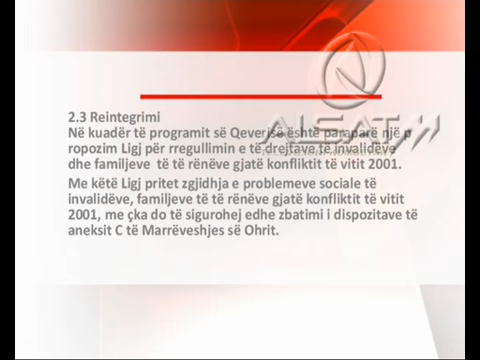 2.3 Reintegrimi
Në kuadër të programit së Qeverisë është paraparë një p
ropozim Ligj për rregullimin e të drejtave të invalidëve
dhe familjeve të të rënëve gjatë konfliktit të vitit 2001.
Me këtë Ligj pritet zgjidhja e problemeve sociale të
invalidëve, familjeve të të rënëve gjatë konfliktit të vitit
2001, me çka do të sigurohej edhe zbatimi i dispozitave të
aneksit C të Marrëveshjes së Ohrit.
ALSAT M